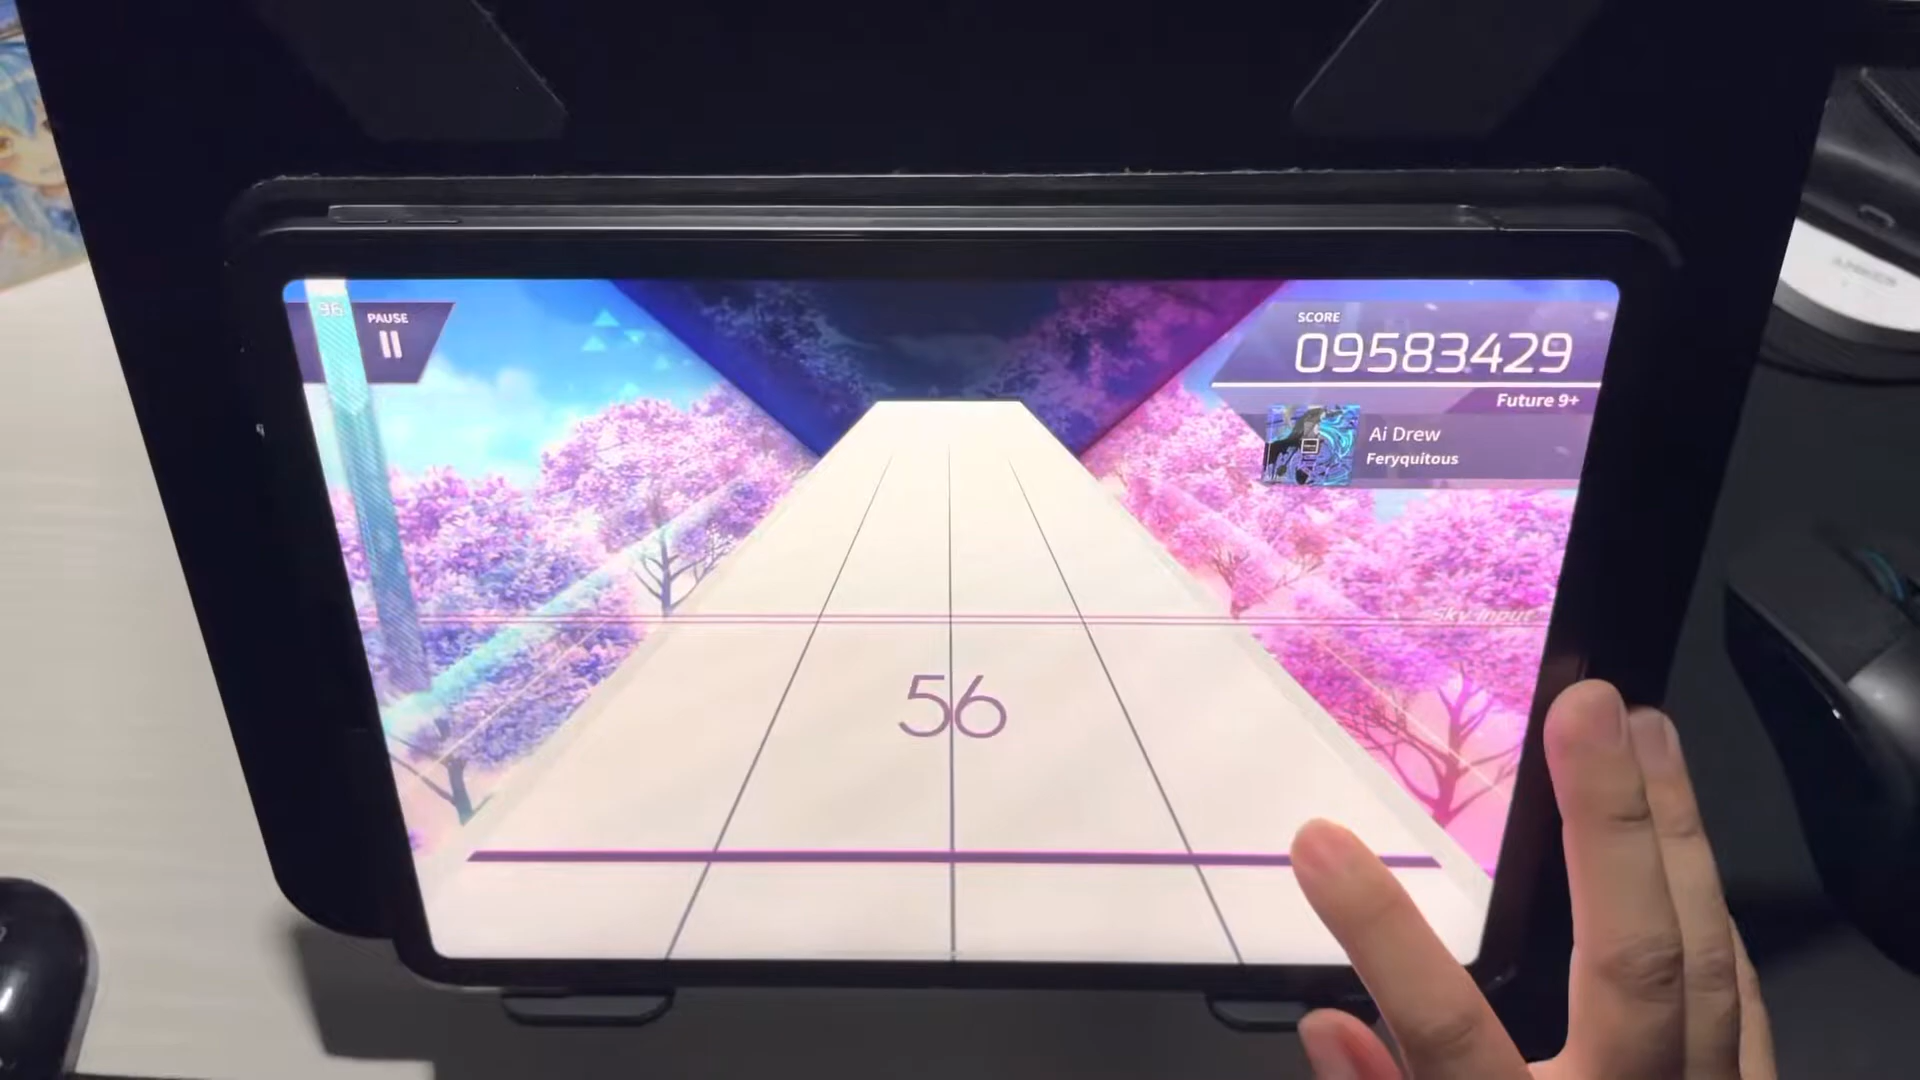 96
PAUSE
SCORE
09583429
Future 9+
Ai Drew
Feryquitous
Sky Input
56